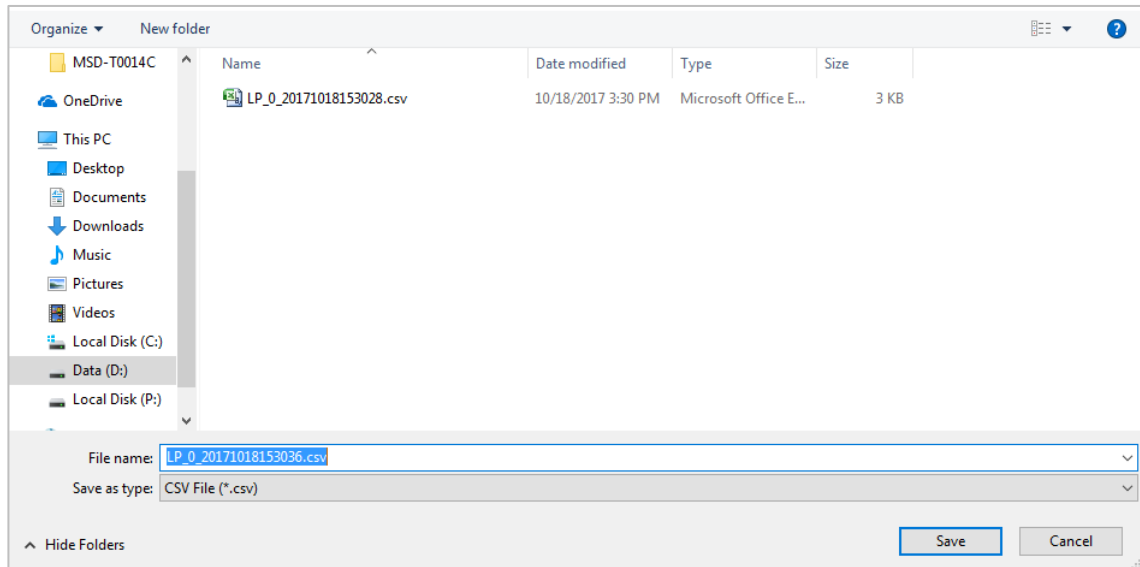 Organize New folder ?
MSD-T0014C
OneDrive
This PC
Desktop
Documents
Downloads
Music
Pictures
Videos
Local Disk (C:)
Data (D:)
Local Disk (P:)
Name Date modified Type Size
LP_0_20171018153028.csv 10/18/2017 3:30 PM Microsoft Office E... 3 KB
File name: LP_0_20171018153036.csv
Save as type: CSV File (*.csv)
Hide Folders Save Cancel